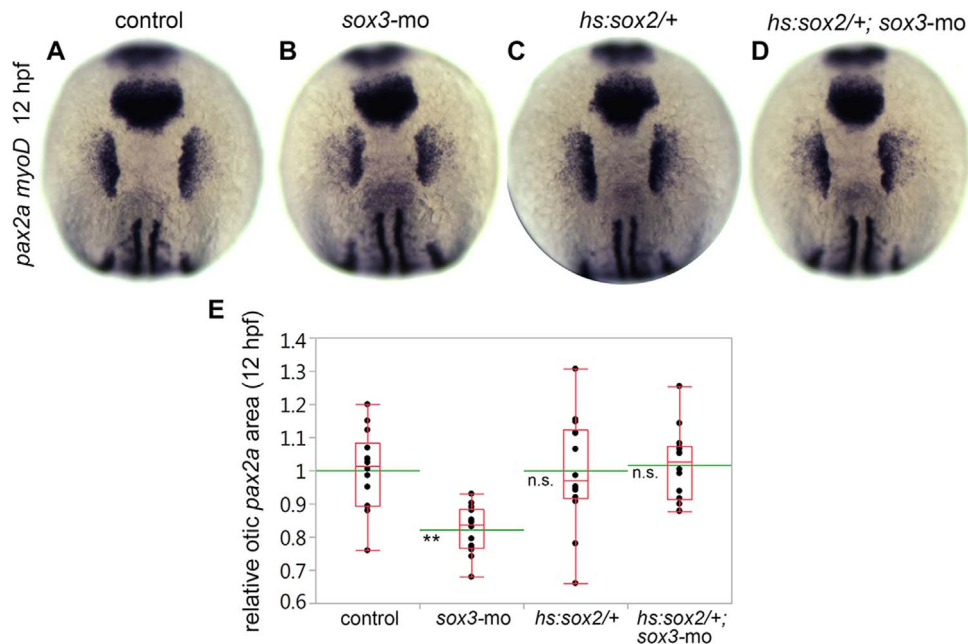 control
sox3-mo
hs:sox2/+
hs:sox2/+; sox3-mo
A
B
C
D
pax2a myoD 12 hpf
E
relative otic pax2a area (12 hpf)
1.4
1.3
1.2
1.1
1
0.9
0.8
0.7
0.6
**
n.s.
n.s.
control
sox3-mo
hs:sox2/+
hs:sox2/+;
sox3-mo